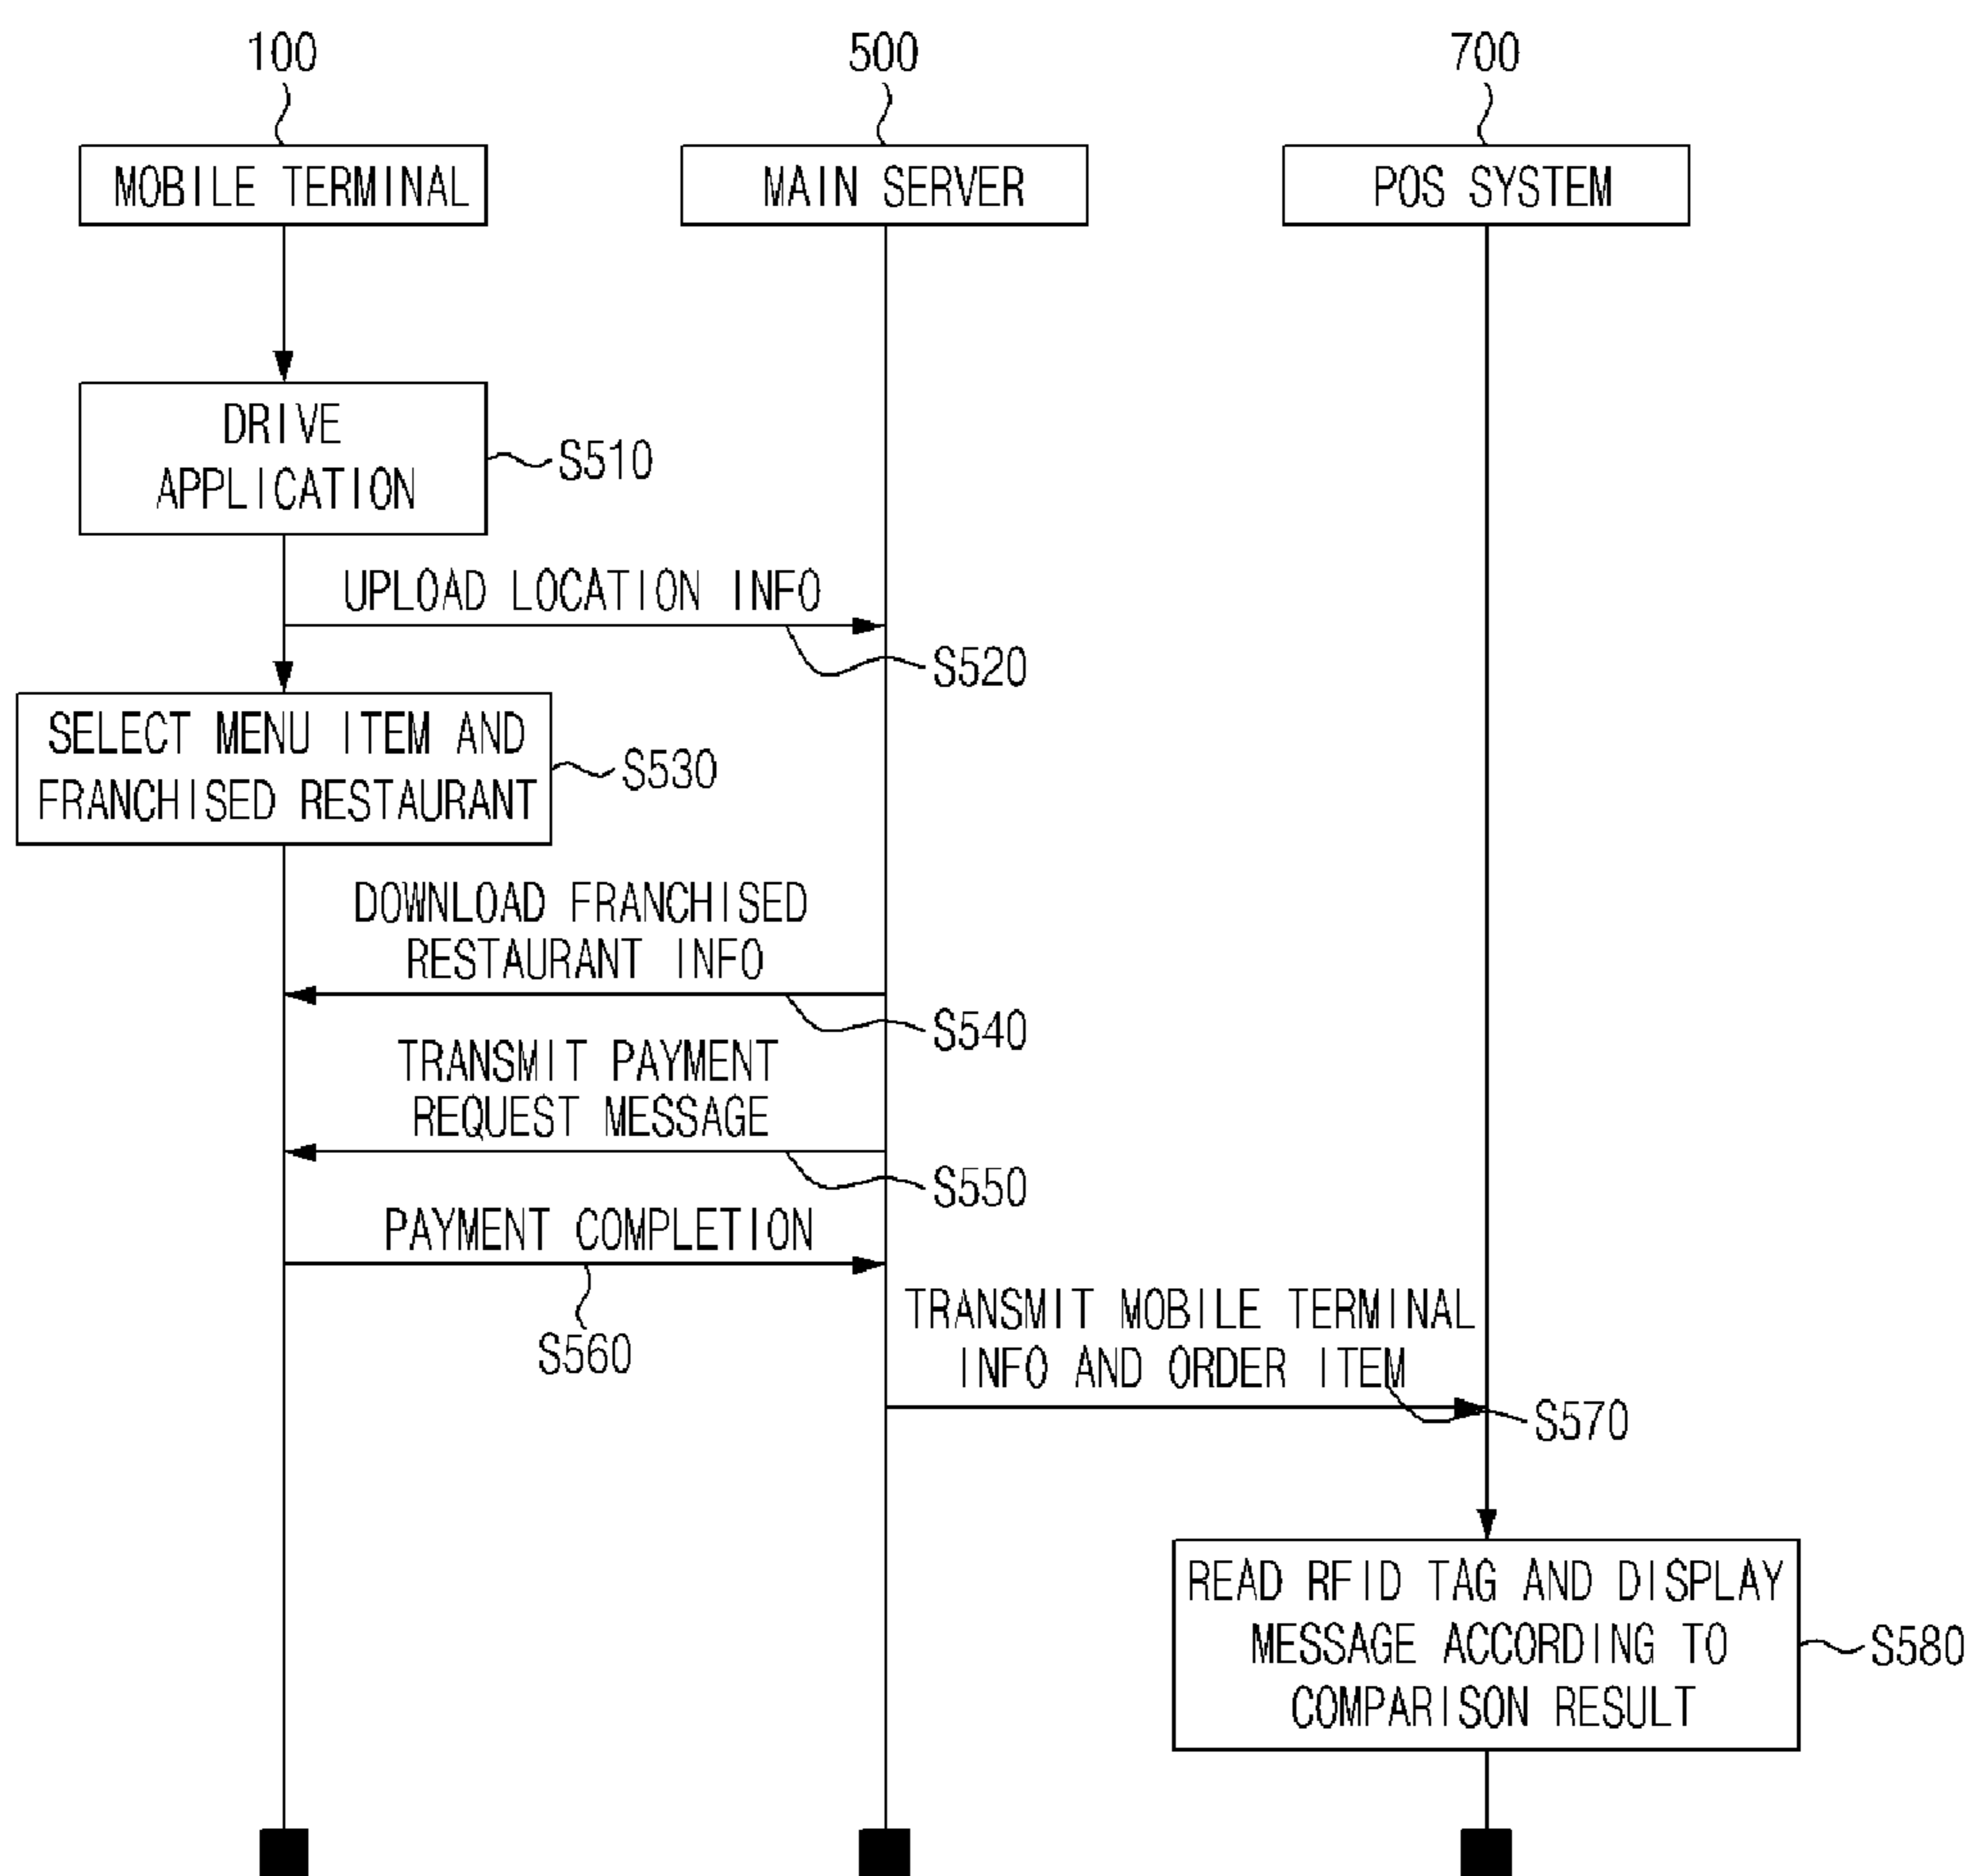 100
500
700
MOBILE TERMINAL
MAIN SERVER
POS SYSTEM
DRIVE
APPLICATION
S510
UPLOAD LOCATION INFO
S520
SELECT MENU ITEM AND
FRANCHISED RESTAURANT
S530
DOWNLOAD FRANCHISED
RESTAURANT INFO
S540
TRANSMIT PAYMENT
REQUEST MESSAGE
S550
PAYMENT COMPLETION
S560
TRANSMIT MOBILE TERMINAL
INFO AND ORDER ITEM
S570
READ RFID TAG AND DISPLAY
MESSAGE ACCORDING TO
COMPARISON RESULT
S580